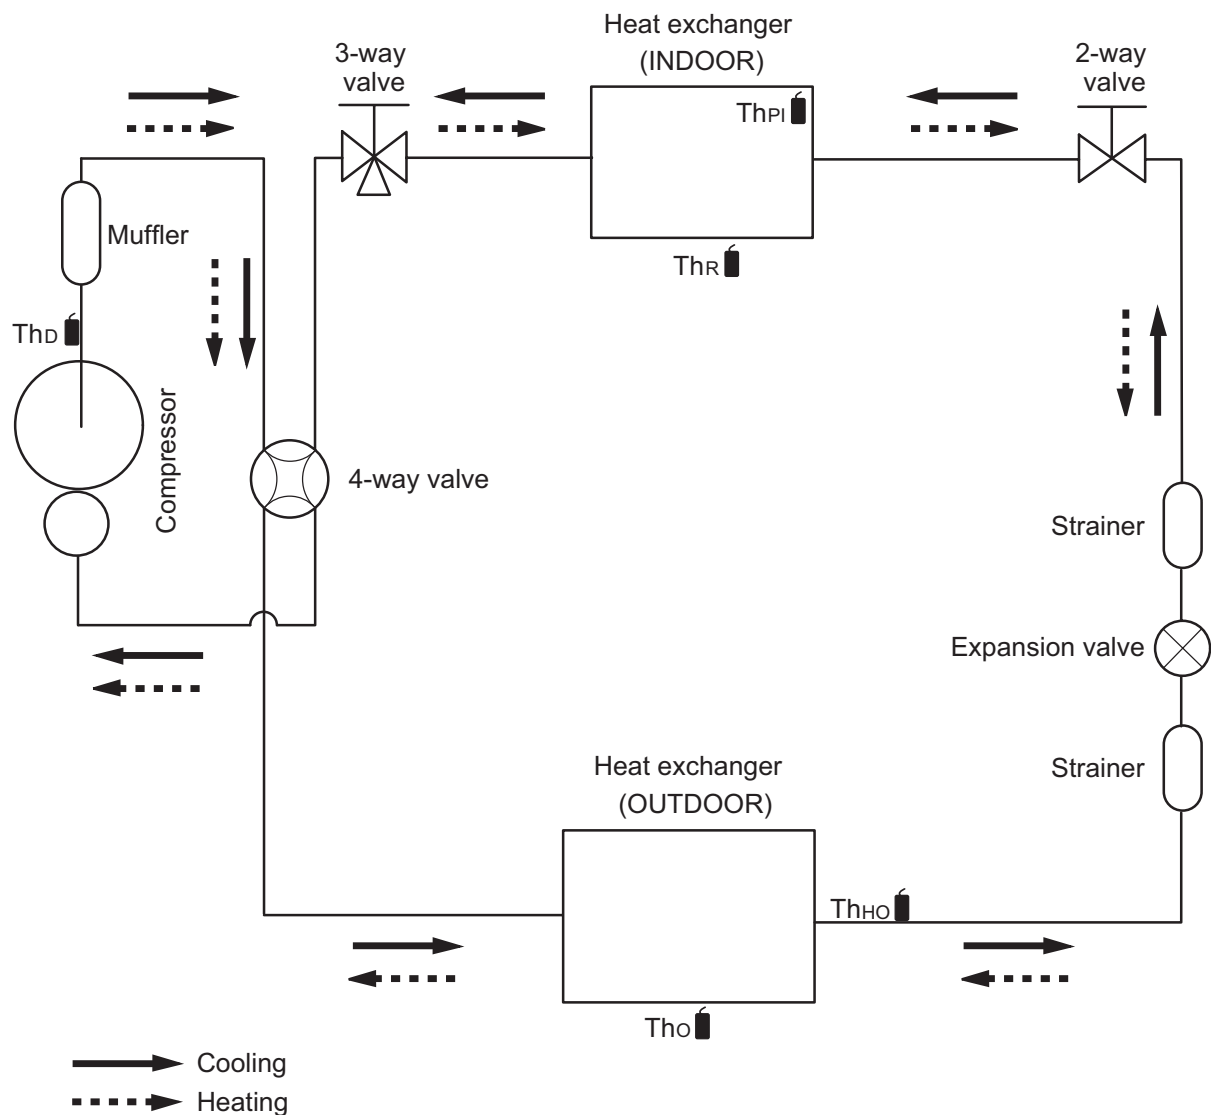 Heat exchanger
(INDOOR)
3-way
valve
2-way
valve
ThPI
Muffler
ThR
ThD
Compressor
4-way valve
Strainer
Expansion valve
Heat exchanger
(OUTDOOR)
Strainer
ThHO
ThO
Cooling
Heating